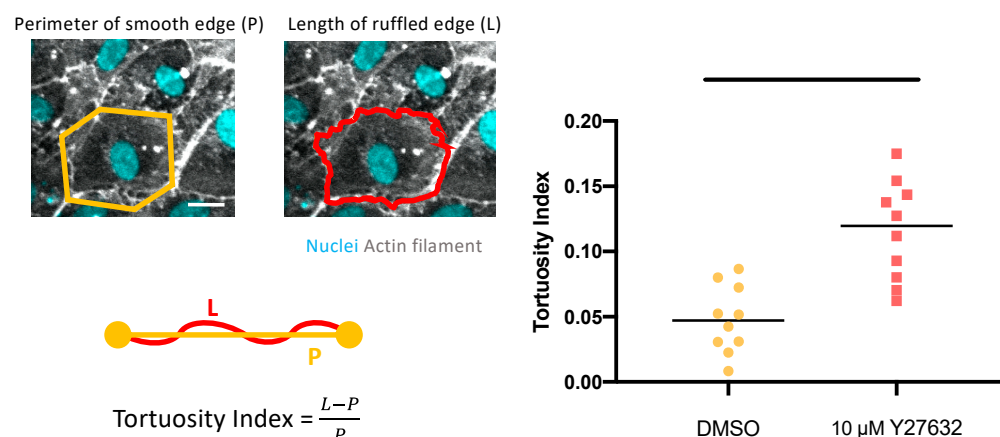 Perimeter of smooth edge (P)
Length of ruffled edge (L)
Nuclei Actin filament
L
P
Tortuosity Index = L−P
P
Tortuosity Index
0.20
0.15
0.10
0.05
0.00
DMSO
10 μM Y27632